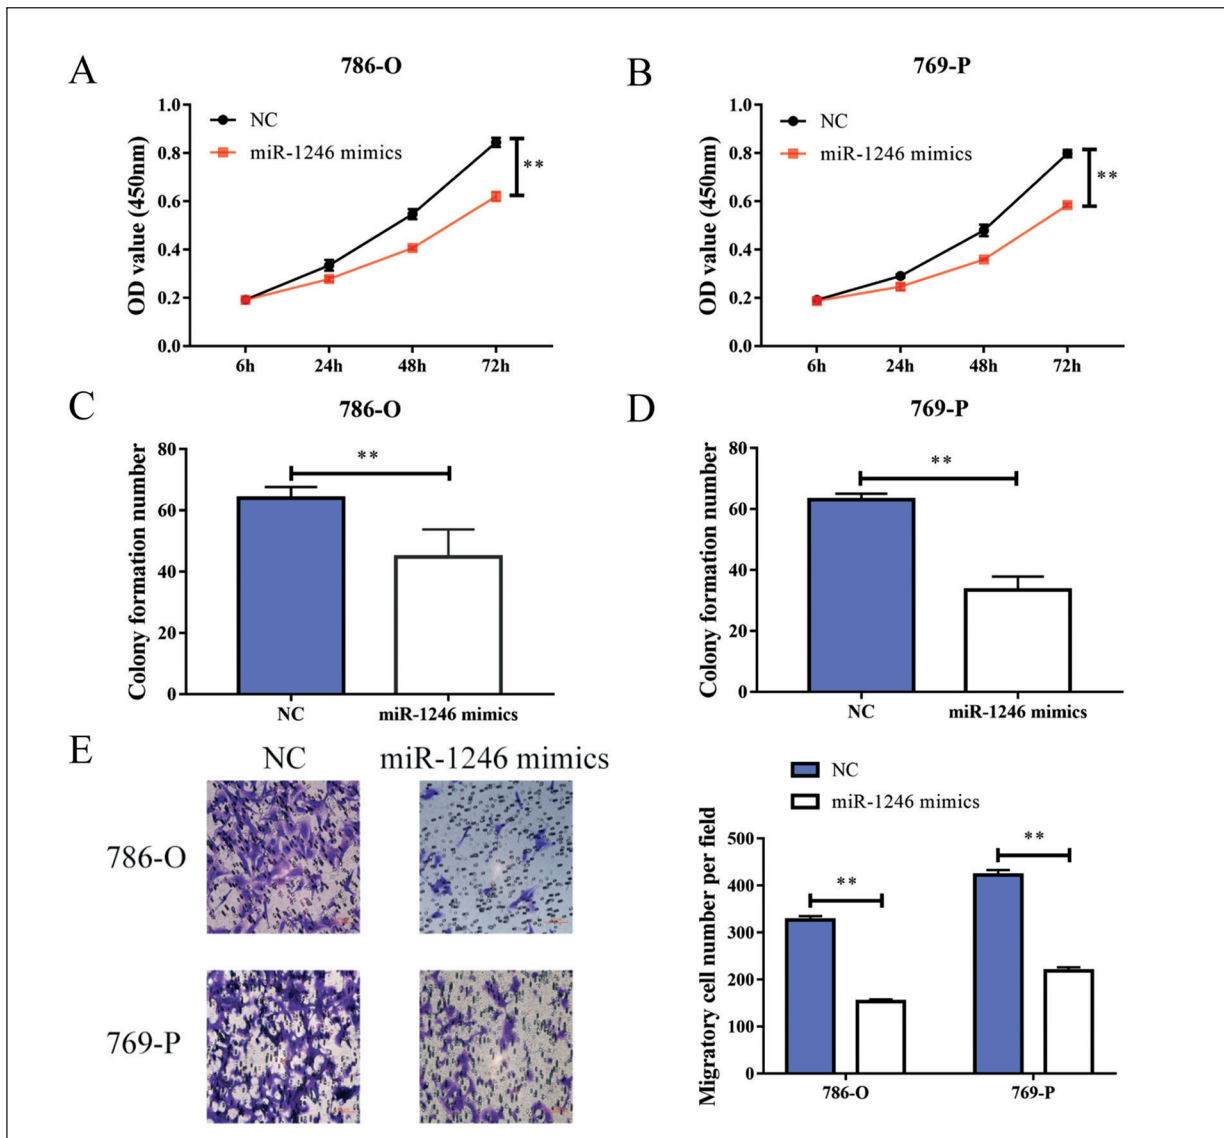 A
786-O
NC
miR-1246 mimics
OD value (450nm)
1.0
0.8
0.6
0.4
0.2
0.0
**
6h 24h 48h 72h
B
769-P
NC
miR-1246 mimics
OD value (450nm)
1.0
0.8
0.6
0.4
0.2
0.0
**
6h 24h 48h 72h
C
786-O
Colony formation number
80
60
40
20
0
**
NC miR-1246 mimics
D
769-P
Colony formation number
80
60
40
20
0
**
NC miR-1246 mimics
E
NC miR-1246 mimics
786-O
769-P
NC
miR-1246 mimics
Migratory cell number per field
500
400
300
200
100
0
**
**
786-O 769-P